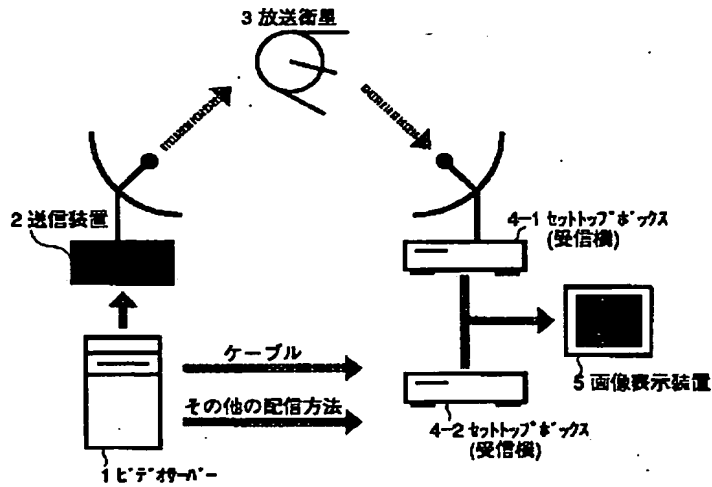 3 放送衛星
2 送信装置
4-1 ｾｯﾄﾄｯﾌﾟﾎﾞｯｸｽ
(受信機)
ケーブル
5 画像表示装置
その他の配信方法
4-2 ｾｯﾄﾄｯﾌﾟﾎﾞｯｸｽ
(受信機)
1 ﾋﾞﾃﾞｵｻｰﾊﾞｰ